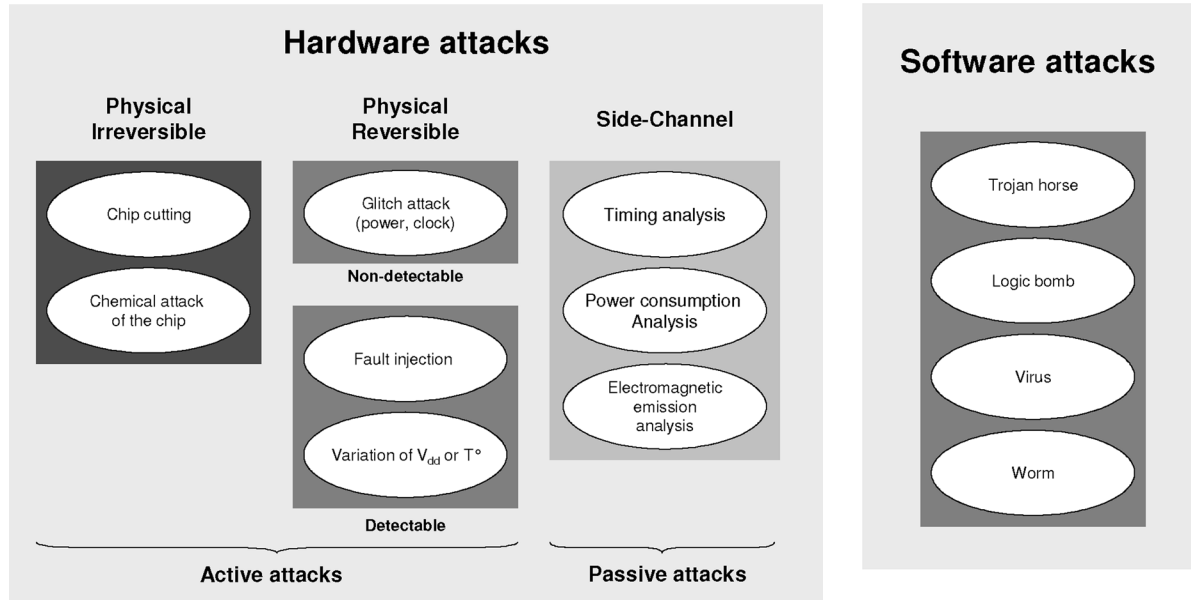 Hardware attacks
Physical
Irreversible
Chip cutting
Chemical attack
of the chip
Physical
Reversible
Glitch attack
(power, clock)
Non-detectable
Fault injection
Variation of Vdd or T°
Detectable
Side-Channel
Timing analysis
Power consumption
Analysis
Electromagnetic
emission
analysis
Active attacks
Passive attacks
Software attacks
Trojan horse
Logic bomb
Virus
Worm